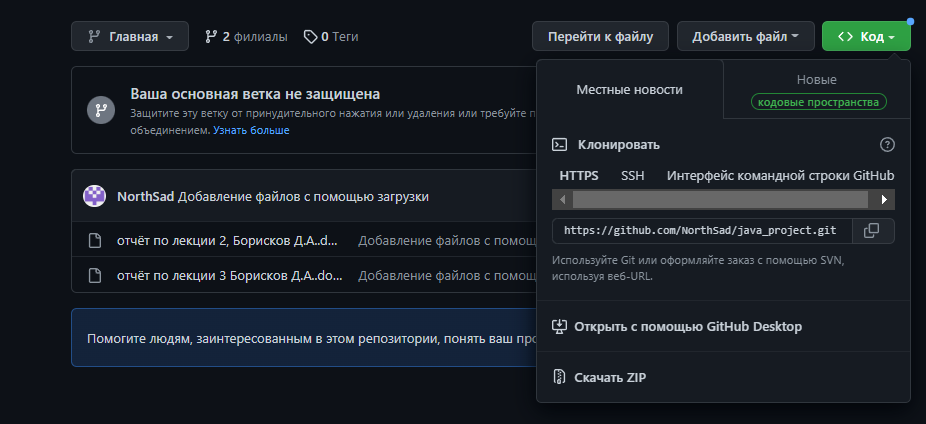 Главная
2 филиалы
0 Теги
Перейти к файлу
Добавить файл
Код
Ваша основная ветка не защищена
Защитите эту ветку от принудительного нажатия или удаления или требуйте п
объединением. Узнать больше
NorthSad Добавление файлов с помощью загрузки
отчёт по лекции 2, Борисков Д.А..d... Добавление файлов с помощ
отчёт по лекции 3 Борисков Д.А..do... Добавление файлов с помощ
Помогите людям, заинтересованным в этом репозитории, понять ваш про
Местные новости
Новые
кодовые пространства
Клонировать
HTTPS SSH Интерфейс командной строки GitHub
https://github.com/NorthSad/java_project.git
Используйте Git или оформляйте заказ с помощью SVN,
используя веб-URL.
Открыть с помощью GitHub Desktop
Скачать ZIP